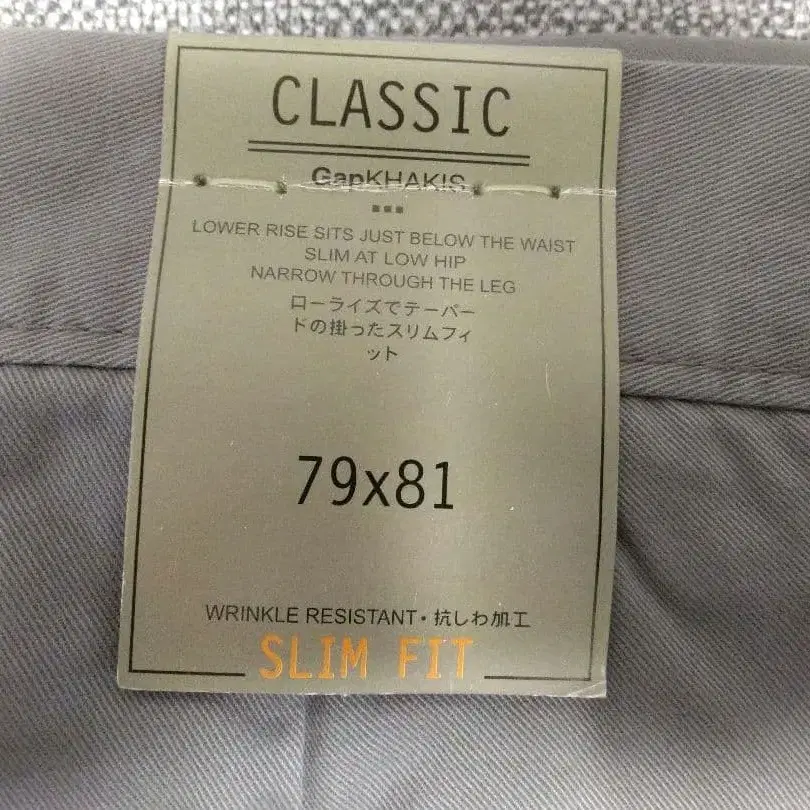 CLASSIC
GapKHAKIS
LOWER RISE SITS JUST BELOW THE WAIST
SLIM AT LOW HIP
NARROW THROUGH THE LEG
ローライズでテーパー
ドの掛ったスリムフィ
ット
79x81
WRINKLE RESISTANT・抗しわ加工
SLIM FIT